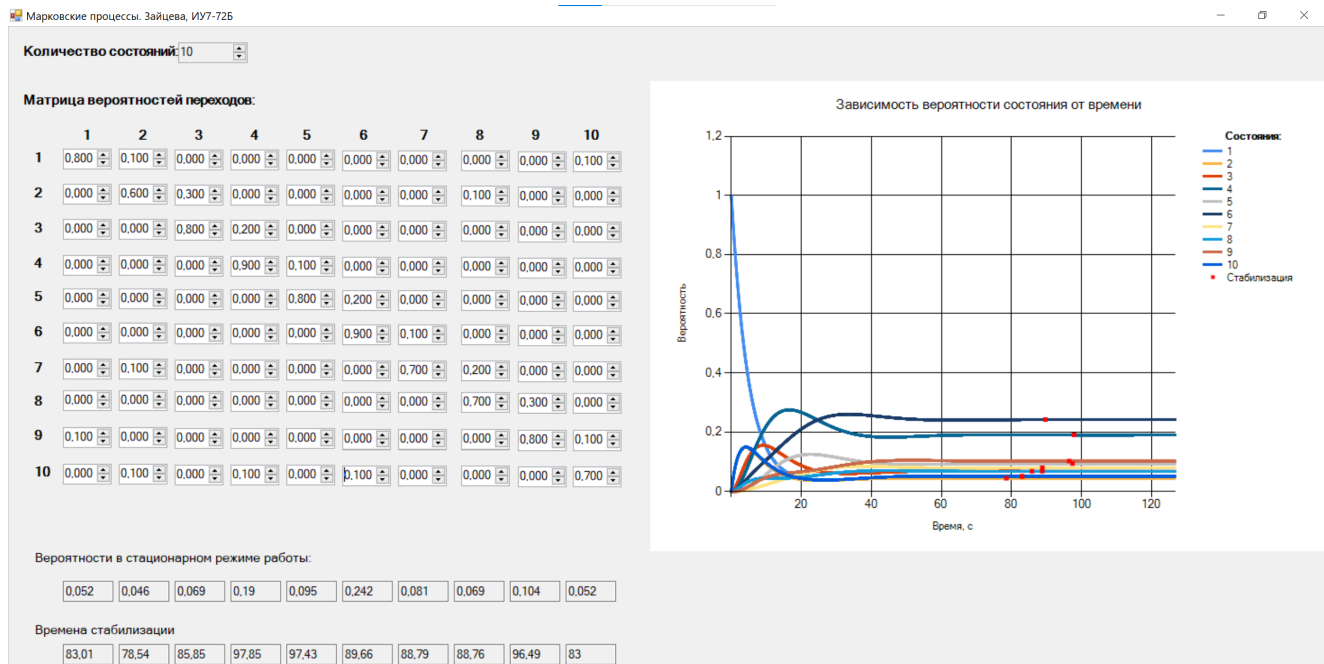 Марковские процессы. Зайцева, ИУ7-72Б
Количество состояний: 10
Матрица вероятностей переходов:
1 2 3 4 5 6 7 8 9 10
1 0,800 0,100 0,000 0,000 0,000 0,000 0,000 0,000 0,000 0,100
2 0,000 0,600 0,300 0,000 0,000 0,000 0,000 0,100 0,000 0,000
3 0,000 0,000 0,800 0,200 0,000 0,000 0,000 0,000 0,000 0,000
4 0,000 0,000 0,000 0,900 0,100 0,000 0,000 0,000 0,000 0,000
5 0,000 0,000 0,000 0,000 0,800 0,200 0,000 0,000 0,000 0,000
6 0,000 0,000 0,000 0,000 0,000 0,900 0,100 0,000 0,000 0,000
7 0,000 0,100 0,000 0,000 0,000 0,000 0,700 0,200 0,000 0,000
8 0,000 0,000 0,000 0,000 0,000 0,000 0,000 0,700 0,300 0,000
9 0,100 0,000 0,000 0,000 0,000 0,000 0,000 0,000 0,800 0,100
10 0,000 0,100 0,000 0,100 0,000 0,100 0,000 0,000 0,000 0,700
Вероятности в стационарном режиме работы:
0,052 0,046 0,069 0,19 0,095 0,242 0,081 0,069 0,104 0,052
Времена стабилизации
83,01 78,54 85,85 97,85 97,43 89,66 88,79 88,76 96,49 83
Зависимость вероятности состояния от времени
Вероятность
1,2
1
0,8
0,6
0,4
0,2
0
20 40 60 80 100 120
Время, с
Состояния:
1
2
3
4
5
6
7
8
9
10
Стабилизация